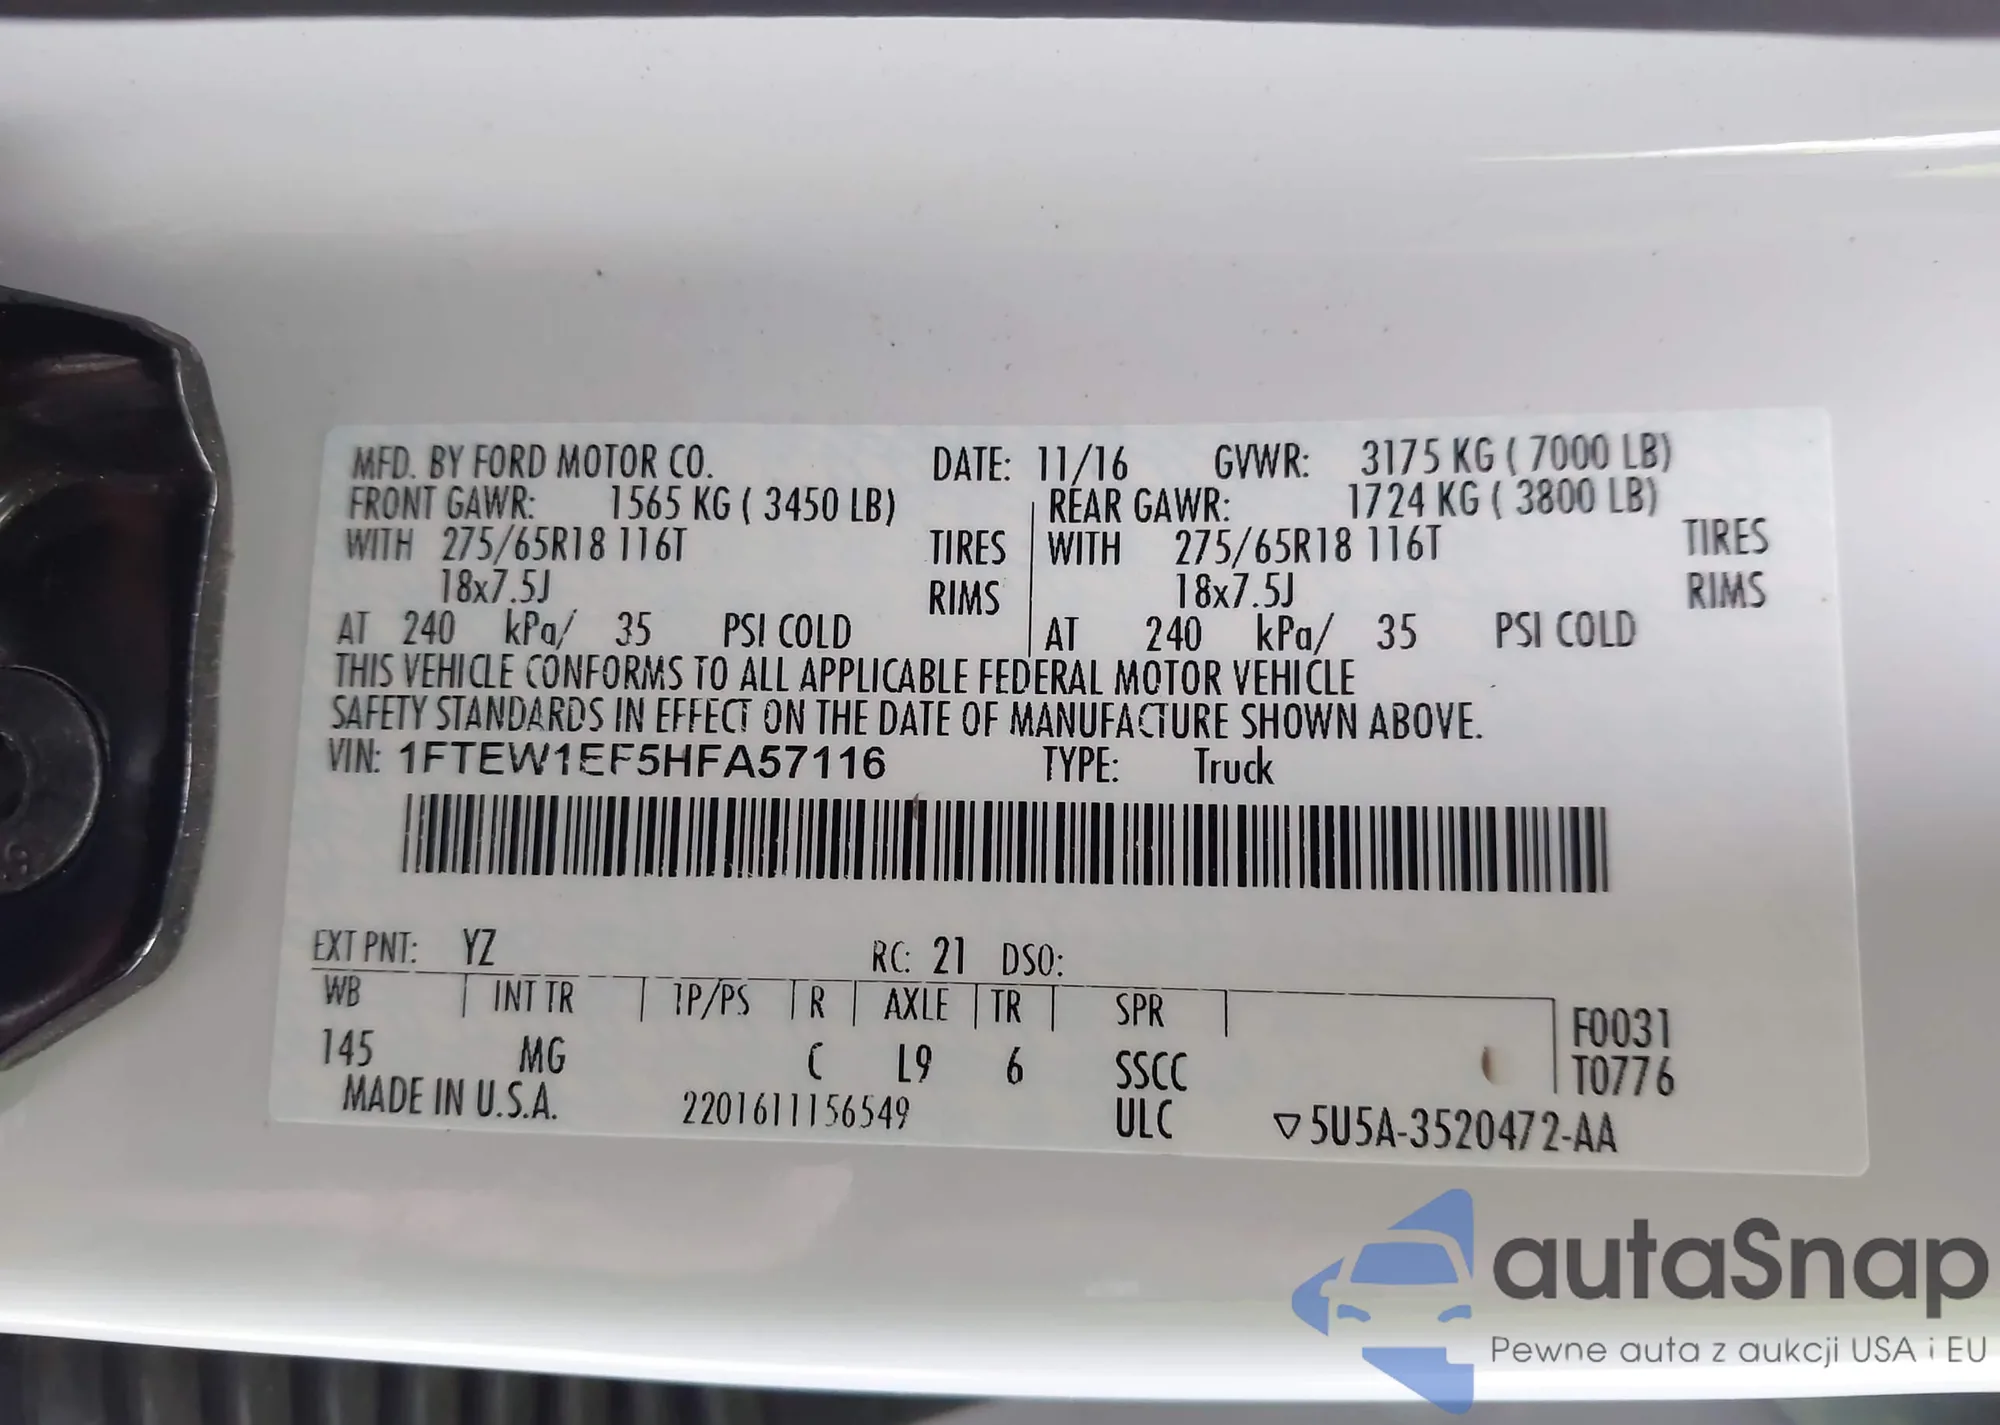 MFD. BY FORD MOTOR CO. DATE: 11/16 GVWR: 3175 KG ( 7000 LB)
FRONT GAWR: 1565 KG ( 3450 LB) REAR GAWR: 1724 KG ( 3800 LB)
WITH 275/65R18 116T TIRES WITH 275/65R18 116T TIRES
18x7.5J RIMS 18x7.5J RIMS
AT 240 kPa/ 35 PSI COLD AT 240 kPa/ 35 PSI COLD
THIS VEHICLE CONFORMS TO ALL APPLICABLE FEDERAL MOTOR VEHICLE
SAFETY STANDARDS IN EFFECT ON THE DATE OF MANUFACTURE SHOWN ABOVE.
VIN: 1FTEW1EF5HFA57116 TYPE: Truck
EXT PNT: YZ RC: 21 DSO:
WB INT TR TP/PS R AXLE TR SPR F0031
145 MG C L9 6 SSCC T0776
MADE IN U.S.A. 2201611156549 ULC ▽5U5A-3520472-AA
autaSnap
Pewne auta z aukcji USA i EU